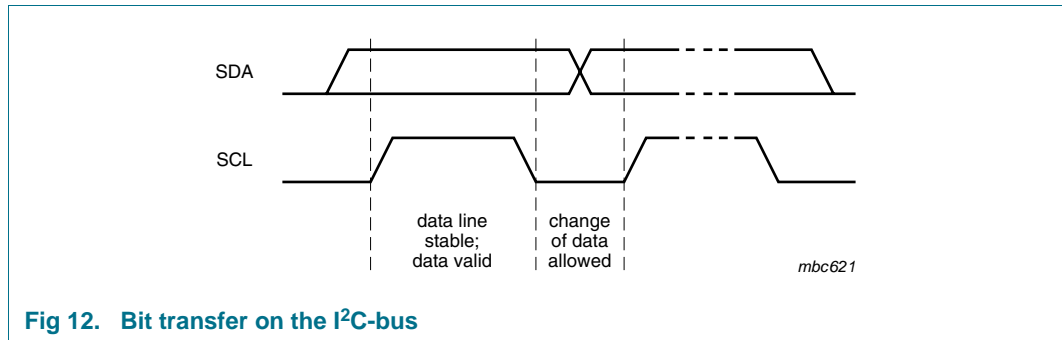 SDA
SCL
data line
stable;
data valid
change
of data
allowed
mbc621
Fig 12. Bit transfer on the I²C-bus